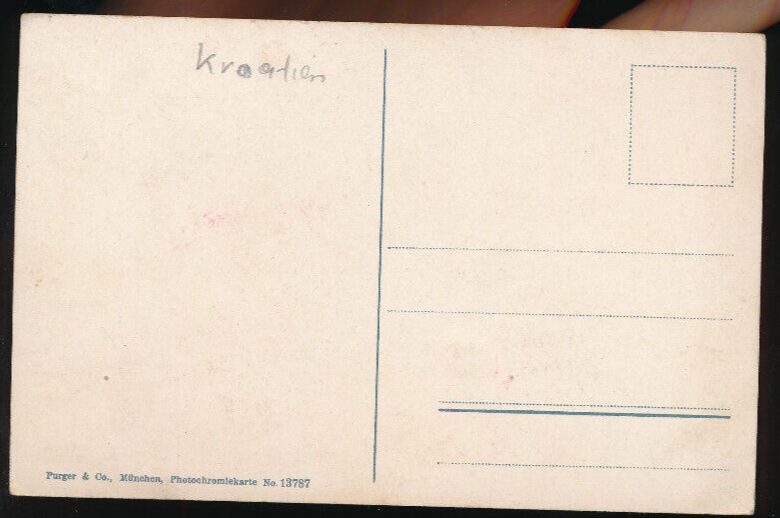 Kroatien
Purger & Co., München, Photochromiekarte No. 13787